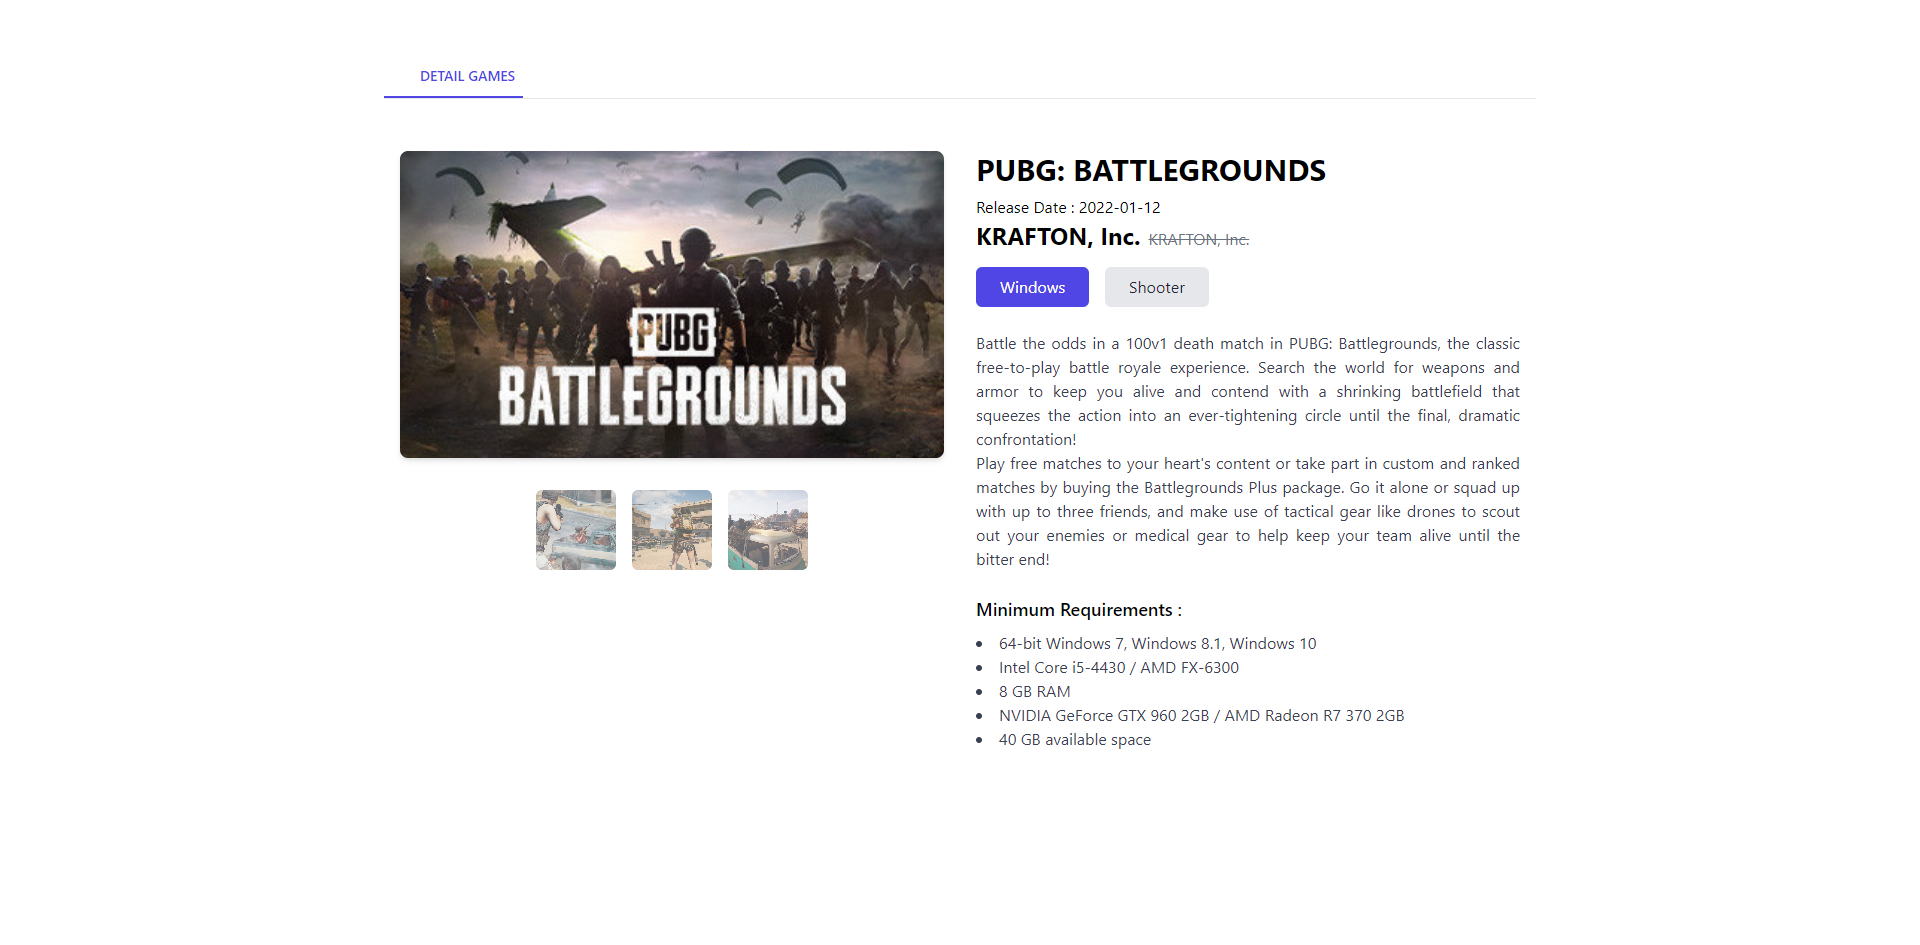 DETAIL GAMES
PUBG
BATTLEGROUNDS
PUBG: BATTLEGROUNDS
Release Date : 2022-01-12
KRAFTON, Inc. KRAFTON, Inc.
Windows Shooter
Battle the odds in a 100v1 death match in PUBG: Battlegrounds, the classic
free-to-play battle royale experience. Search the world for weapons and
armor to keep you alive and contend with a shrinking battlefield that
squeezes the action into an ever-tightening circle until the final, dramatic
confrontation!
Play free matches to your heart's content or take part in custom and ranked
matches by buying the Battlegrounds Plus package. Go it alone or squad up
with up to three friends, and make use of tactical gear like drones to scout
out your enemies or medical gear to help keep your team alive until the
bitter end!
Minimum Requirements :
• 64-bit Windows 7, Windows 8.1, Windows 10
• Intel Core i5-4430 / AMD FX-6300
• 8 GB RAM
• NVIDIA GeForce GTX 960 2GB / AMD Radeon R7 370 2GB
• 40 GB available space